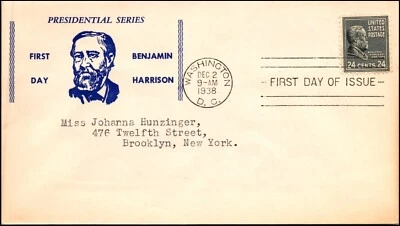 PRESIDENTIAL SERIES
FIRST BENJAMIN
DAY HARRISON
WASHINGTON
DEC 2
9-AM
1938
D. C.
FIRST DAY OF ISSUE
UNITED
STATES
POSTAGE
24 CENTS 24
Miss Johanna Hunzinger,
476 Twelfth Street,
Brooklyn, New York.